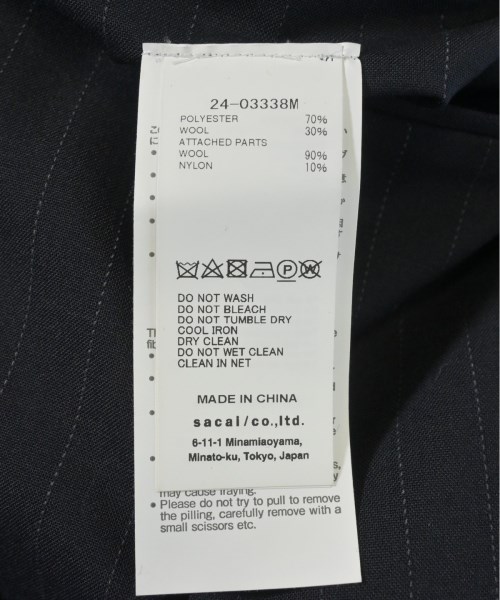 24-03338M
POLYESTER 70%
WOOL 30%
ATTACHED PARTS
WOOL 90%
NYLON 10%
DO NOT WASH
DO NOT BLEACH
DO NOT TUMBLE DRY
COOL IRON
DRY CLEAN
DO NOT WET CLEAN
CLEAN IN NET
MADE IN CHINA
sacai/co.,ltd.
6-11-1 Minamiaoyama,
Minato-ku, Tokyo, Japan
may cause fraying.
• Please do not try to pull to remove
the pilling, carefully remove with a
small scissors etc.